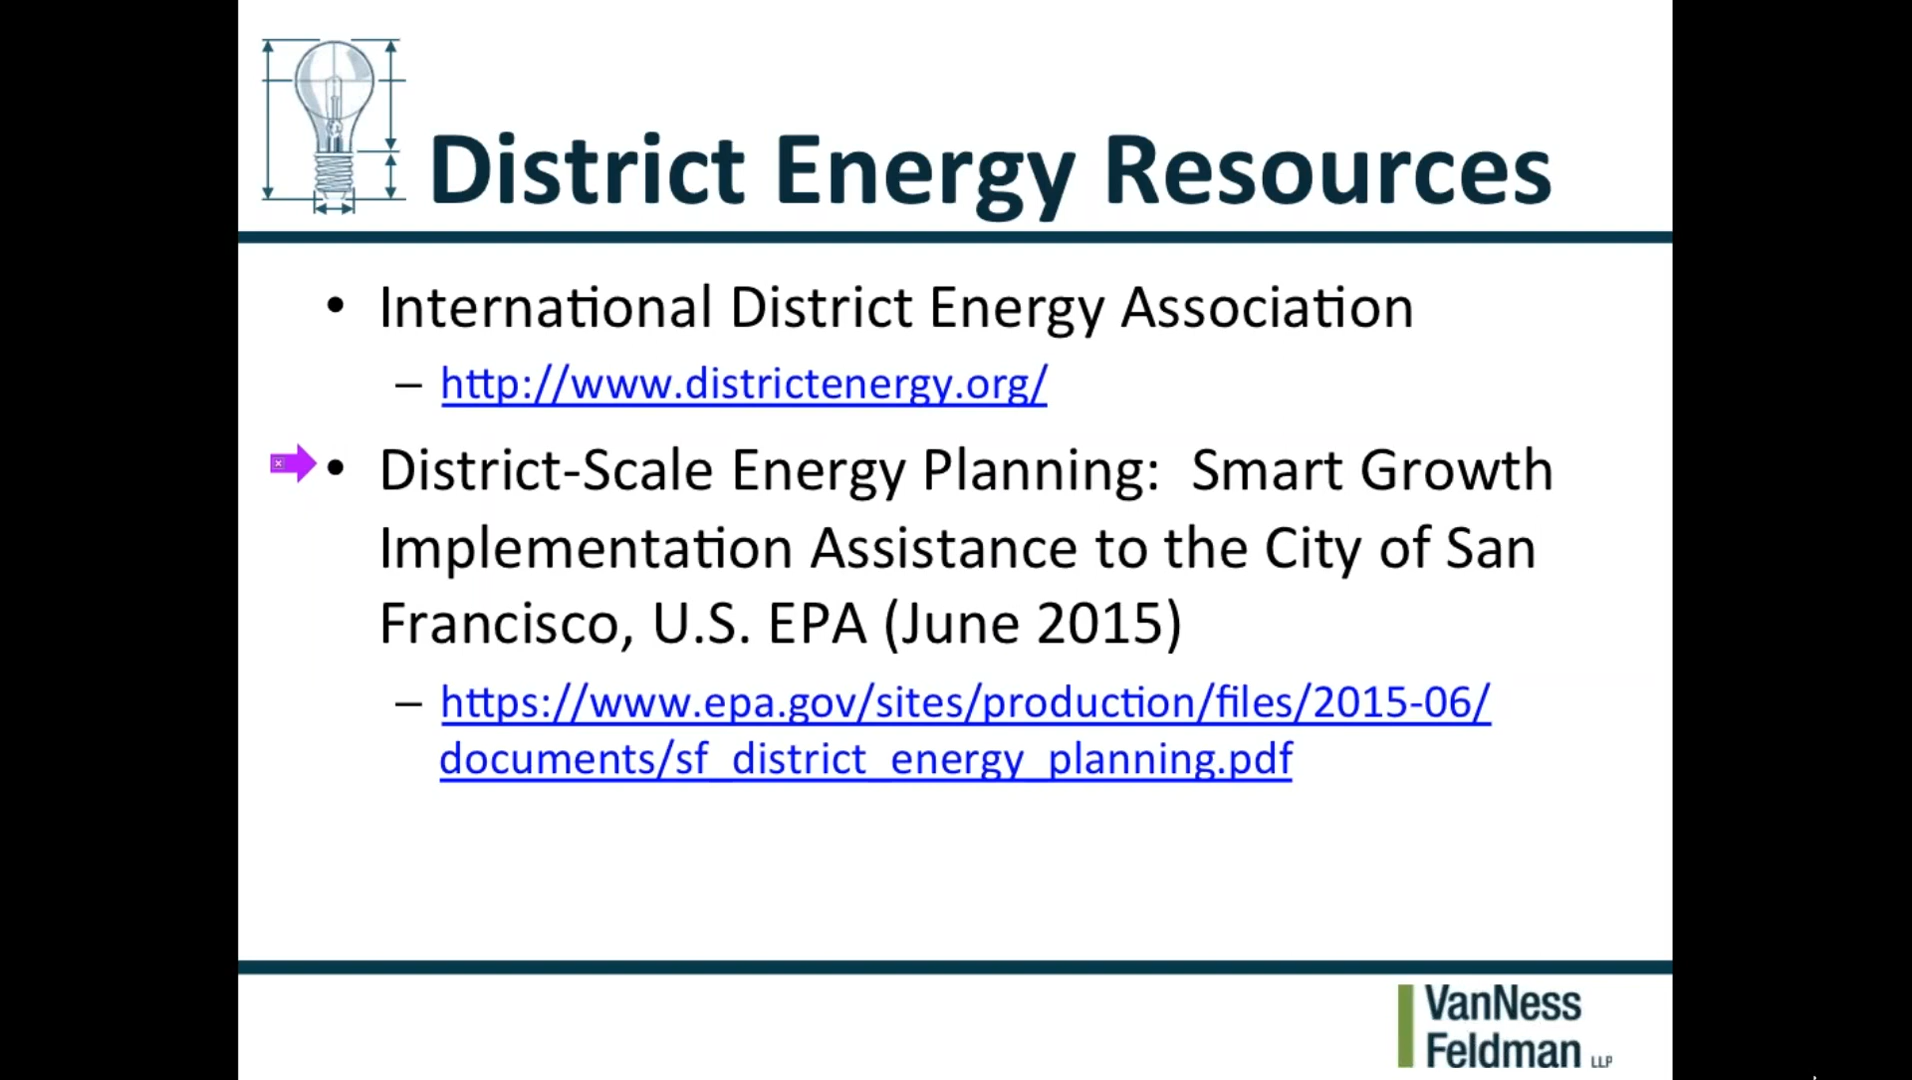 District Energy Resources
• International District Energy Association
– http://www.districtenergy.org/
• District-Scale Energy Planning: Smart Growth
Implementation Assistance to the City of San
Francisco, U.S. EPA (June 2015)
– https://www.epa.gov/sites/production/files/2015-06/
documents/sf_district_energy_planning.pdf
VanNess
Feldman LLP